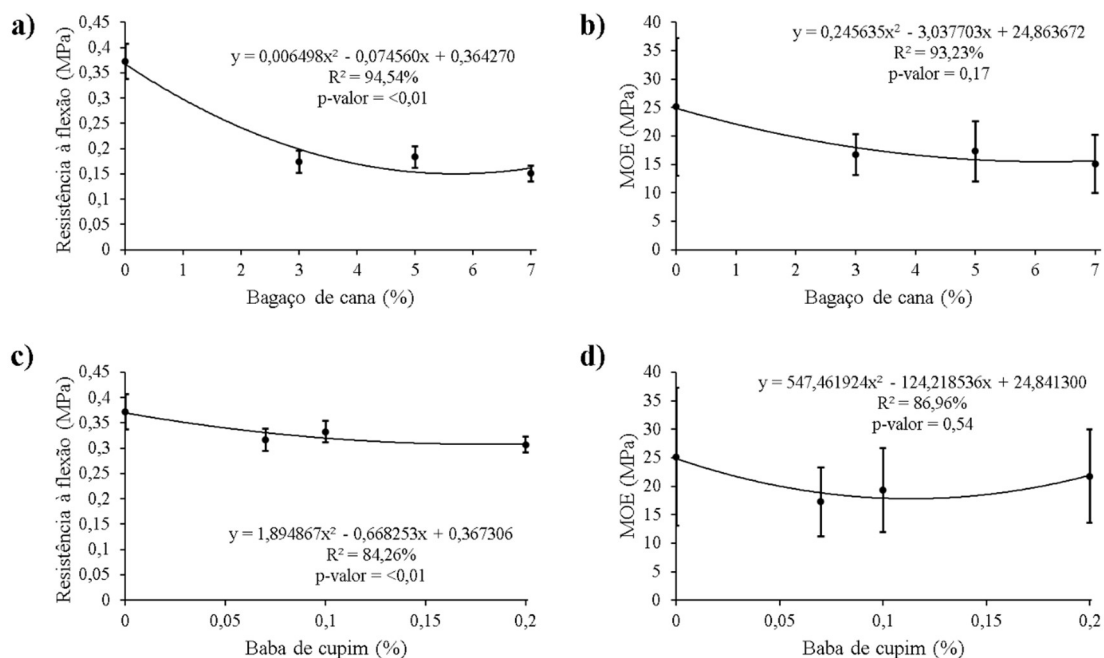 a)
0,45
0,4
0,35
0,3
0,25
0,2
0,15
0,1
0,05
0
Resistência à flexão (MPa)
y = 0,006498x² - 0,074560x + 0,364270
R² = 94,54%
p-valor = <0,01
0 1 2 3 4 5 6 7
Bagaço de cana (%)
b)
40
35
30
25
20
15
10
5
0
MOE (MPa)
y = 0,245635x² - 3,037703x + 24,863672
R² = 93,23%
p-valor = 0,17
0 1 2 3 4 5 6 7
Bagaço de cana (%)
c)
0,45
0,4
0,35
0,3
0,25
0,2
0,15
0,1
0,05
0
Resistência à flexão (MPa)
y = 1,894867x² - 0,668253x + 0,367306
R² = 84,26%
p-valor = <0,01
0 0,05 0,1 0,15 0,2
Baba de cupim (%)
d)
40
35
30
25
20
15
10
5
0
MOE (MPa)
y = 547,461924x² - 124,218536x + 24,841300
R² = 86,96%
p-valor = 0,54
0 0,05 0,1 0,15 0,2
Baba de cupim (%)